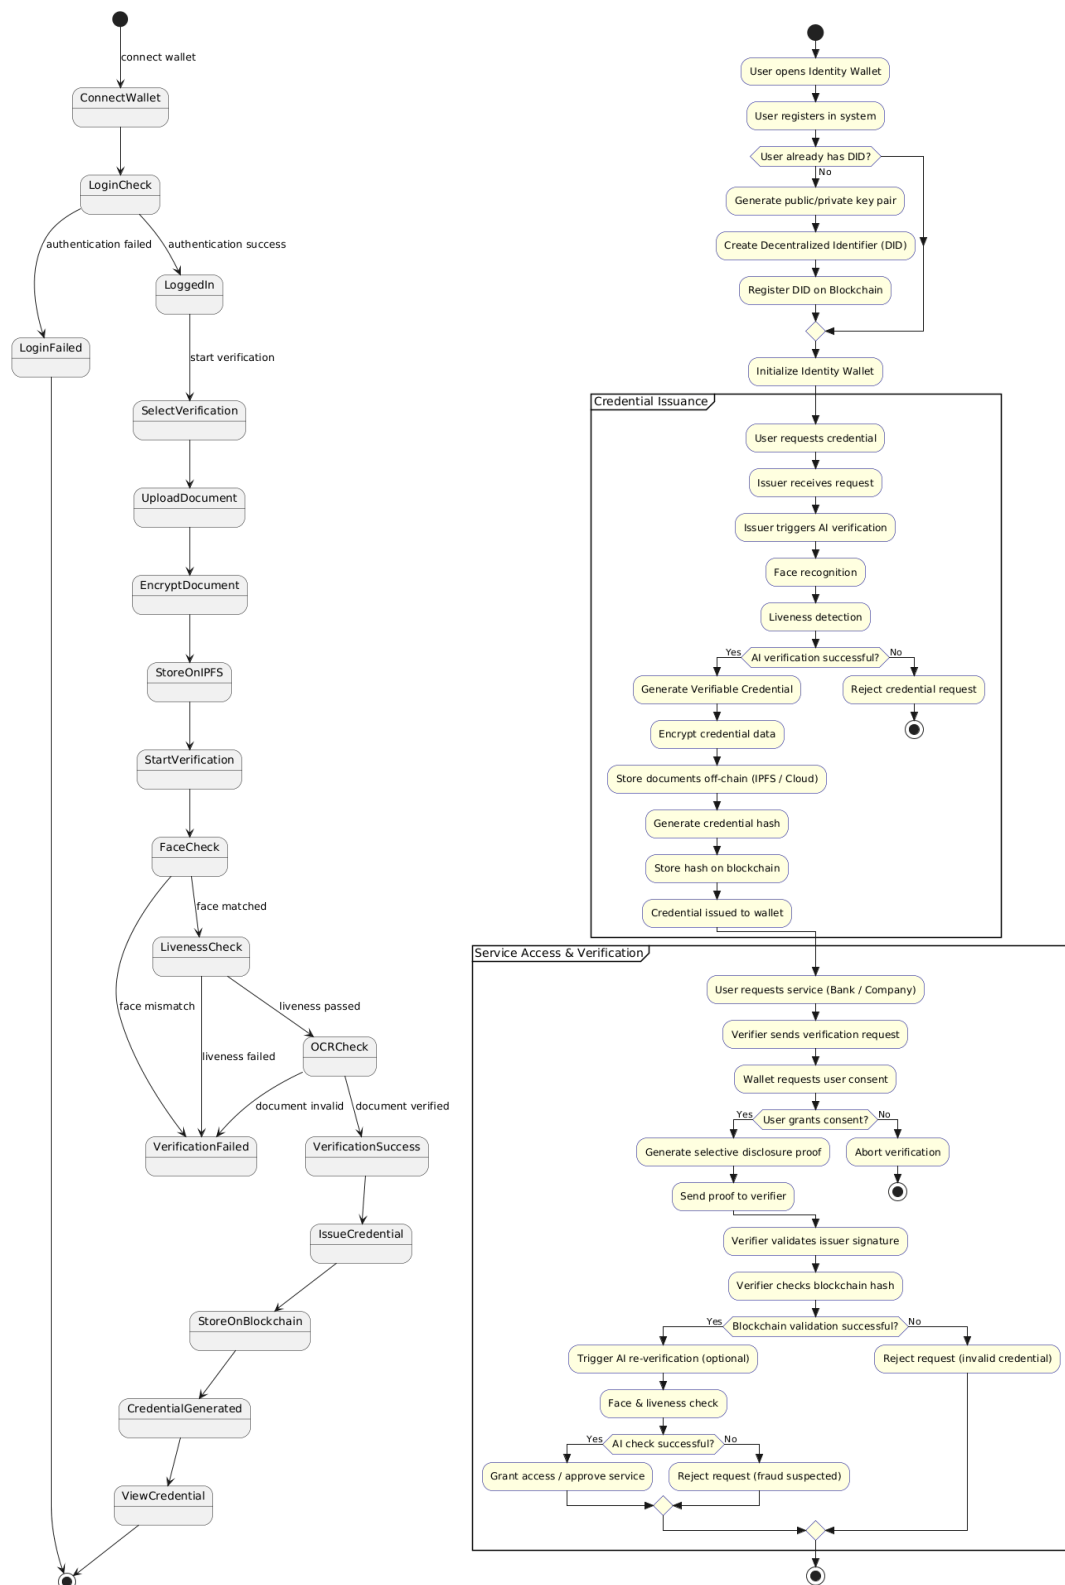 connect wallet
ConnectWallet
LoginCheck
authentication failed
authentication success
LoggedIn
LoginFailed
start verification
SelectVerification
UploadDocument
EncryptDocument
StoreOnIPFS
StartVerification
FaceCheck
face matched
LivenessCheck
face mismatch
liveness passed
liveness failed
OCRCheck
document invalid
document verified
VerificationFailed
VerificationSuccess
IssueCredential
StoreOnBlockchain
CredentialGenerated
ViewCredential
User opens Identity Wallet
User registers in system
User already has DID?
No
Generate public/private key pair
Create Decentralized Identifier (DID)
Register DID on Blockchain
Initialize Identity Wallet
Credential Issuance
User requests credential
Issuer receives request
Issuer triggers AI verification
Face recognition
Liveness detection
Yes
AI verification successful?
No
Generate Verifiable Credential
Reject credential request
Encrypt credential data
Store documents off-chain (IPFS / Cloud)
Generate credential hash
Store hash on blockchain
Credential issued to wallet
Service Access & Verification
User requests service (Bank / Company)
Verifier sends verification request
Wallet requests user consent
Yes
User grants consent?
No
Generate selective disclosure proof
Abort verification
Send proof to verifier
Verifier validates issuer signature
Verifier checks blockchain hash
Yes
Blockchain validation successful?
No
Trigger AI re-verification (optional)
Reject request (invalid credential)
Face & liveness check
Yes
AI check successful?
No
Grant access / approve service
Reject request (fraud suspected)